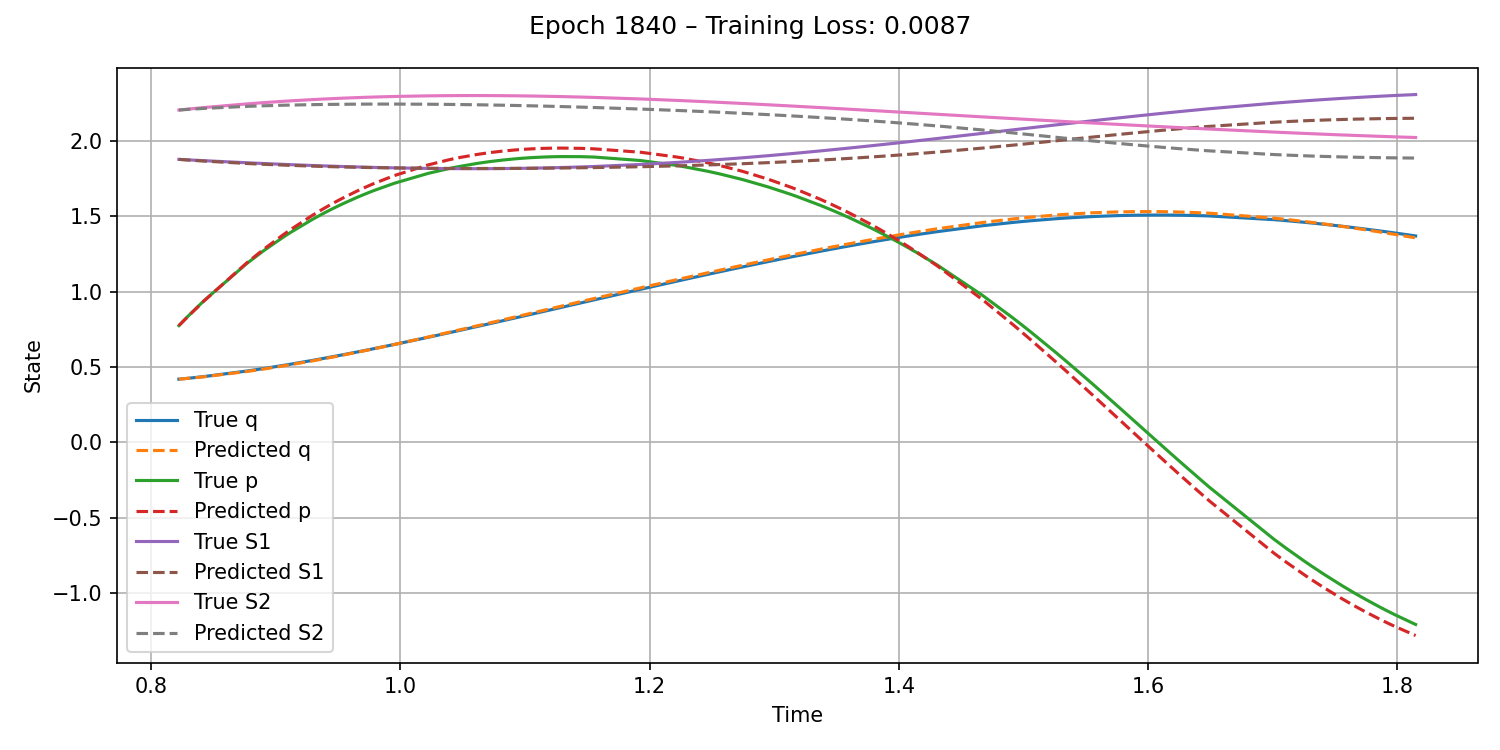 Epoch 1840 – Training Loss: 0.0087
State
2.0
1.5
1.0
0.5
0.0
−0.5
−1.0
True q
Predicted q
True p
Predicted p
True S1
Predicted S1
True S2
Predicted S2
0.8 1.0 1.2 1.4 1.6 1.8
Time